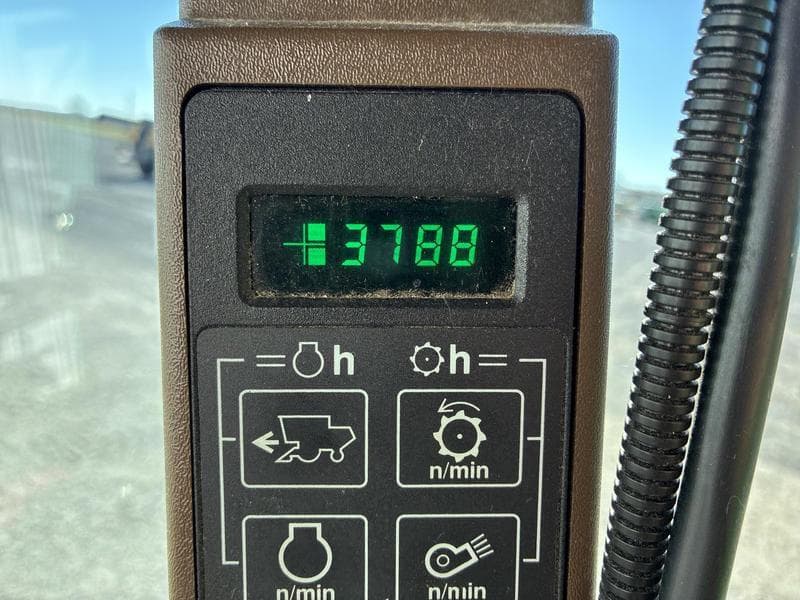 3788
= h h =
n/min
n/min n/min